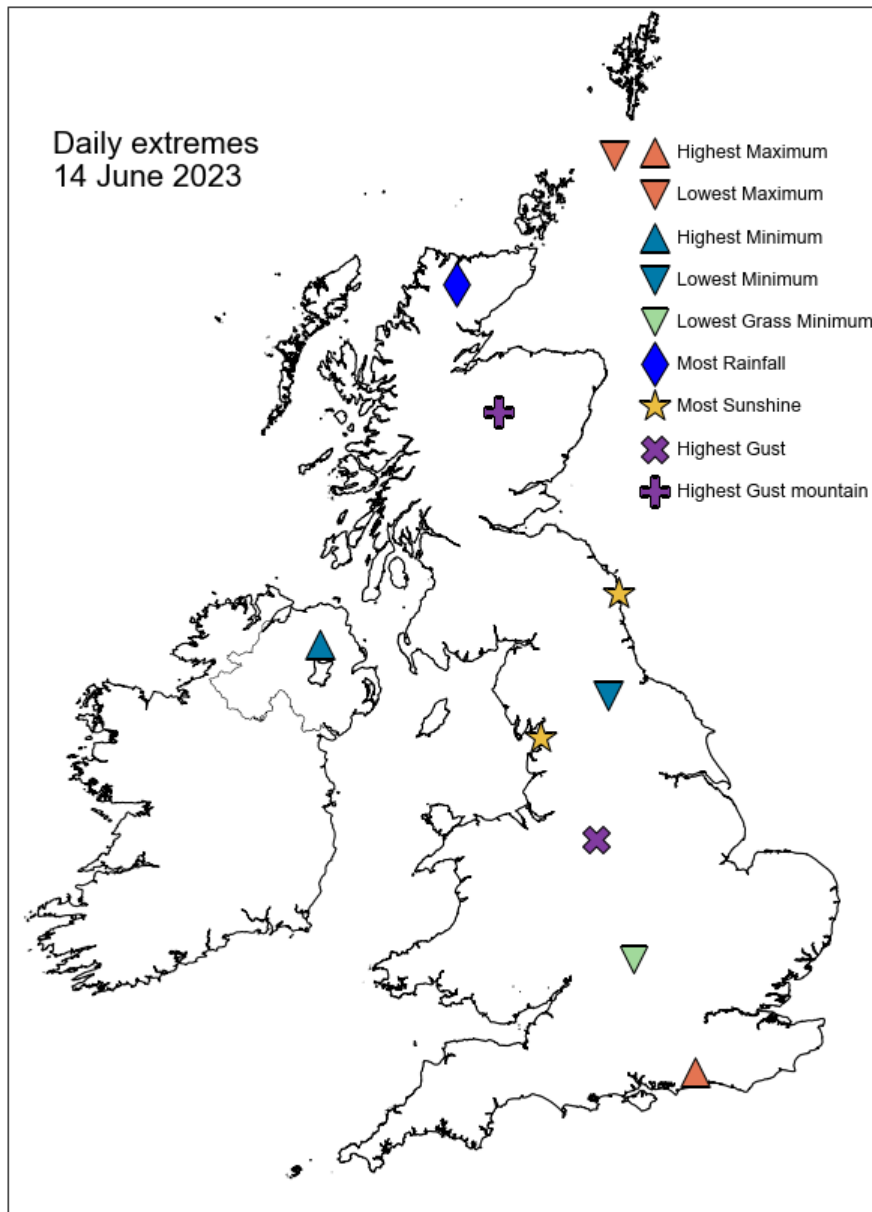 Daily extremes
14 June 2023
Highest Maximum
Lowest Maximum
Highest Minimum
Lowest Minimum
Lowest Grass Minimum
Most Rainfall
Most Sunshine
Highest Gust
Highest Gust mountain